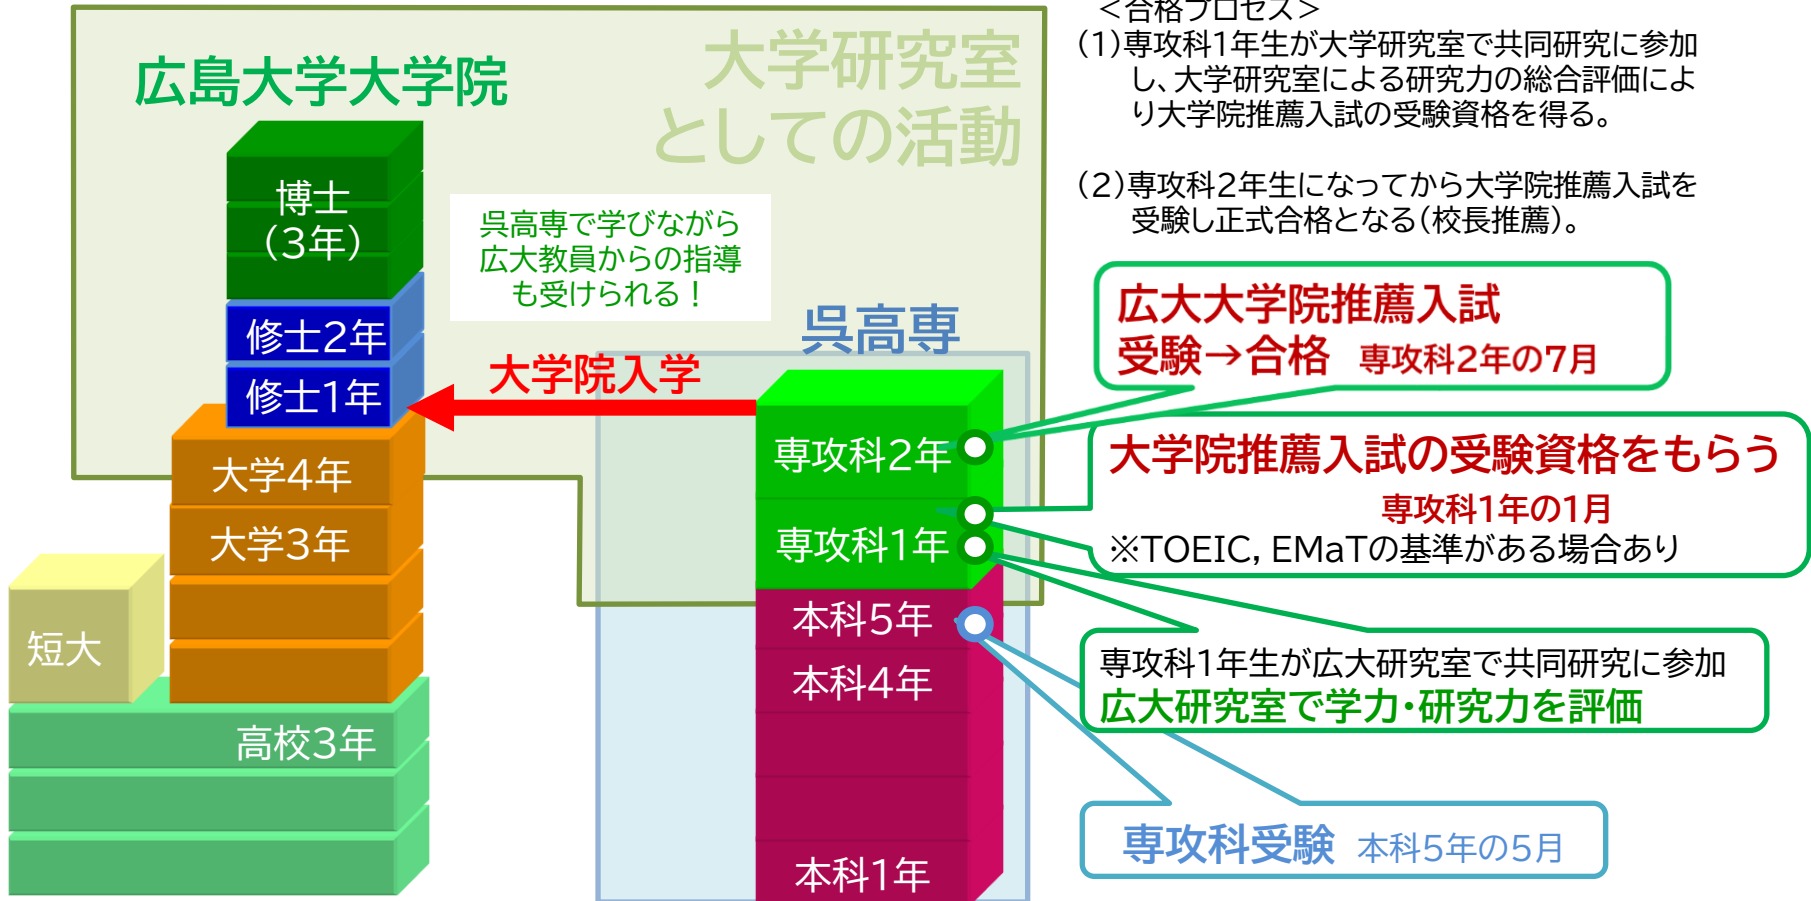 ＜合格プロセス＞
（1）専攻科1年生が大学研究室で共同研究に参加
し、大学研究室による研究力の総合評価によ
り大学院推薦入試の受験資格を得る。
（2）専攻科2年生になってから大学院推薦入試を
受験し正式合格となる（校長推薦）。
大学研究室
としての活動
広島大学大学院
博士
（3年）
修士2年
修士1年
大学4年
大学3年
短大
高校3年
呉高専で学びながら
広大教員からの指導
も受けられる！
大学院入学
呉高専
専攻科2年
専攻科1年
本科5年
本科4年
本科1年
広大大学院推薦入試
受験→合格 専攻科2年の7月
大学院推薦入試の受験資格をもらう
専攻科1年の1月
※TOEIC，EMaTの基準がある場合あり
専攻科1年生が広大研究室で共同研究に参加
広大研究室で学力・研究力を評価
専攻科受験 本科5年の5月